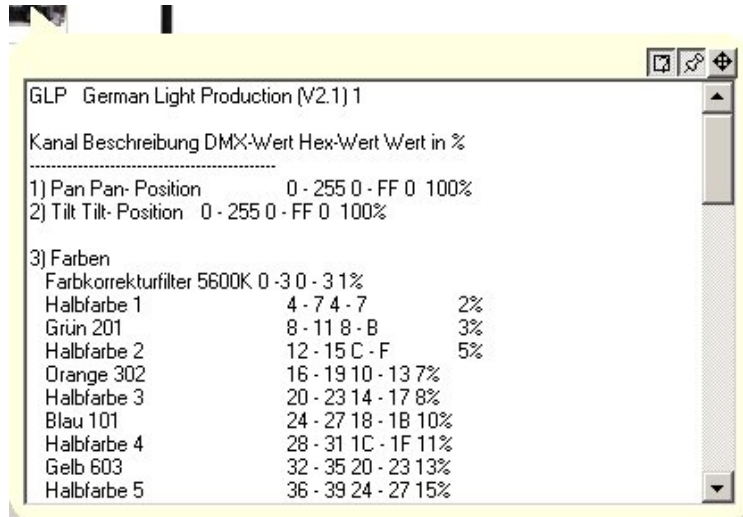 GLP German Light Production (V2.1) 1
Kanal Beschreibung DMX-Wert Hex-Wert Wert in %
---------------------------------------------
1) Pan Pan- Position 0 - 255 0 - FF 0 100%
2) Tilt Tilt- Position 0 - 255 0 - FF 0 100%
3) Farben
Farbkorrekturfilter 5600K 0 -3 0 - 3 1%
Halbfarbe 1 4 - 7 4 - 7 2%
Grün 201 8 - 11 8 - B 3%
Halbfarbe 2 12 - 15 C - F 5%
Orange 302 16 - 19 10 - 13 7%
Halbfarbe 3 20 - 23 14 - 17 8%
Blau 101 24 - 27 18 - 1B 10%
Halbfarbe 4 28 - 31 1C - 1F 11%
Gelb 603 32 - 35 20 - 23 13%
Halbfarbe 5 36 - 39 24 - 27 15%